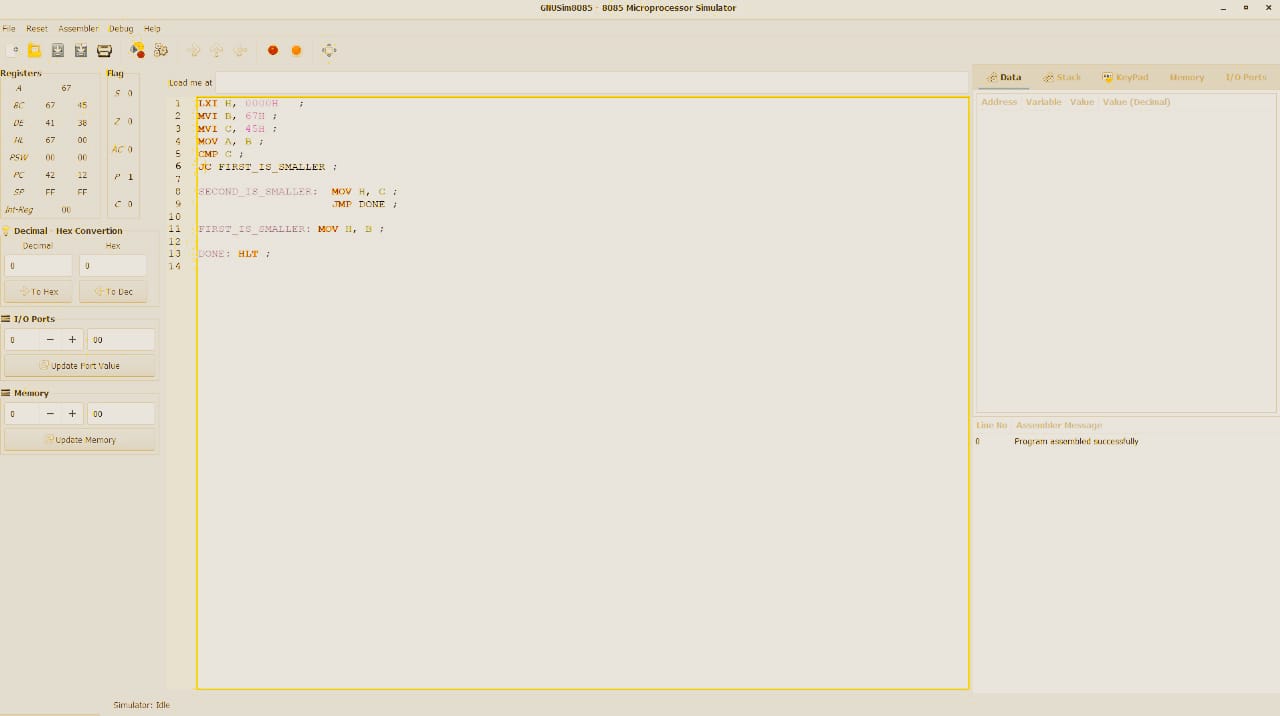 GNUSim8085 - 8085 Microprocessor Simulator
File Reset Assembler Debug Help
Registers
A 67
BC 67 45
DE 41 38
HL 67 00
PSW 00 00
PC 42 12
SP FF FF
Int-Reg 00
Flag
S 0
Z 0
AC 0
P 1
C 0
Decimal - Hex Convertion
Decimal Hex
0 0
To Hex To Dec
I/O Ports
0 − + 00
Update Port Value
Memory
0 − + 00
Update Memory
Load me at
1 LXI H, 0000H ;
2 MVI B, 67H ;
3 MVI C, 45H ;
4 MOV A, B ;
5 CMP C ;
6 JC FIRST_IS_SMALLER ;
7
8 SECOND_IS_SMALLER: MOV H, C ;
9 JMP DONE ;
10
11 FIRST_IS_SMALLER: MOV H, B ;
12
13 DONE: HLT ;
14
Data Stack KeyPad Memory I/O Ports
Address Variable Value Value (Decimal)
Line No Assembler Message
0 Program assembled successfully
Simulator: Idle